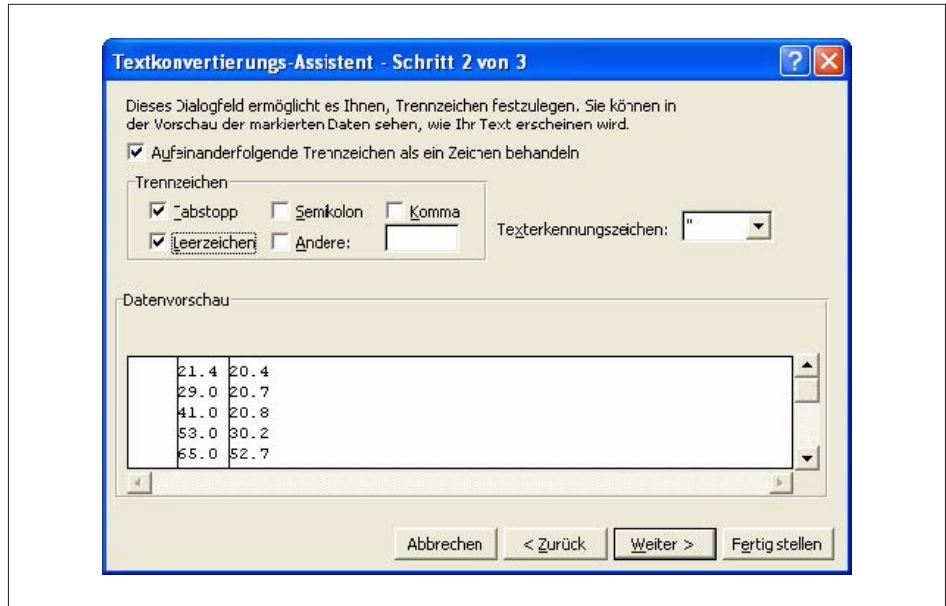 Textkonvertierungs-Assistent - Schritt 2 von 3
Dieses Dialogfeld ermöglicht es Ihnen, Trennzeichen festzulegen. Sie können in
der Vorschau der markierten Daten sehen, wie Ihr Text erscheinen wird.
Aufeinanderfolgende Trennzeichen als ein Zeichen behandeln
Trennzeichen
Tabstopp Semikolon Komma
Leerzeichen Andere:
Texterkennungszeichen: "
Datenvorschau
21.4 20.4
29.0 20.7
41.0 20.8
53.0 30.2
65.0 52.7
Abbrechen < Zurück Weiter > Fertig stellen